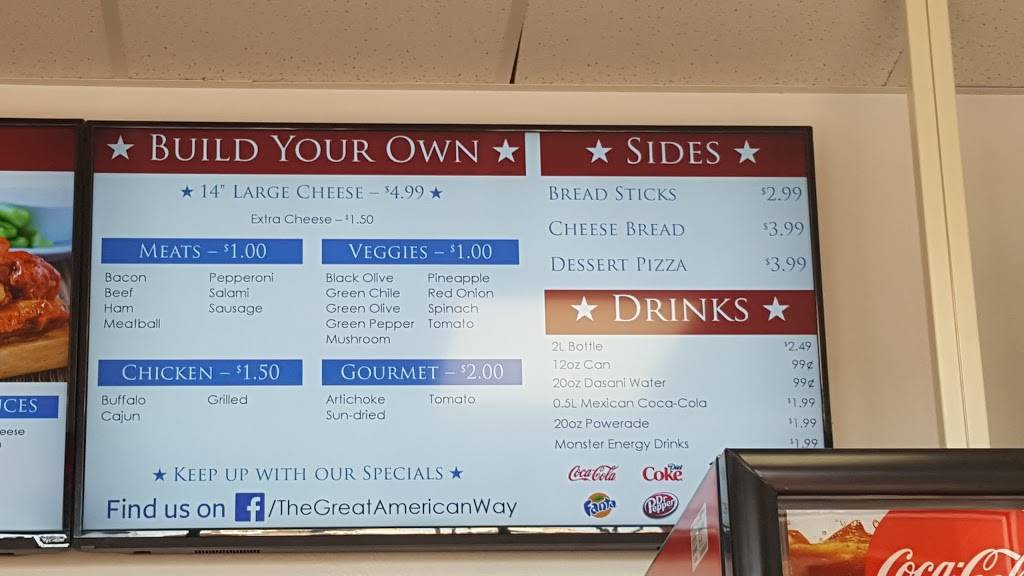 ★ BUILD YOUR OWN ★
★ 14" LARGE CHEESE – $4.99 ★
EXTRA CHEESE – $1.50
MEATS – $1.00
Bacon Pepperoni
Beef Salami
Ham Sausage
Meatball
VEGGIES – $1.00
Black Olive Pineapple
Green Chile Red Onion
Green Olive Spinach
Green Pepper Tomato
Mushroom
CHICKEN – $1.50
Buffalo Grilled
Cajun
GOURMET – $2.00
Artichoke Tomato
Sun-dried
★ KEEP UP WITH OUR SPECIALS ★
Find us on f/TheGreatAmericanWay
★ SIDES ★
BREAD STICKS $2.99
CHEESE BREAD $3.99
DESSERT PIZZA $3.99
★ DRINKS ★
2L Bottle $2.49
12oz Can 99¢
20oz Dasani Water 99¢
0.5L Mexican Coca-Cola $1.99
20oz Powerade $1.99
Monster Energy Drinks $1.99
Coca-Cola Diet Coke
Fanta Dr Pepper
UCES
eese
Coca-Col